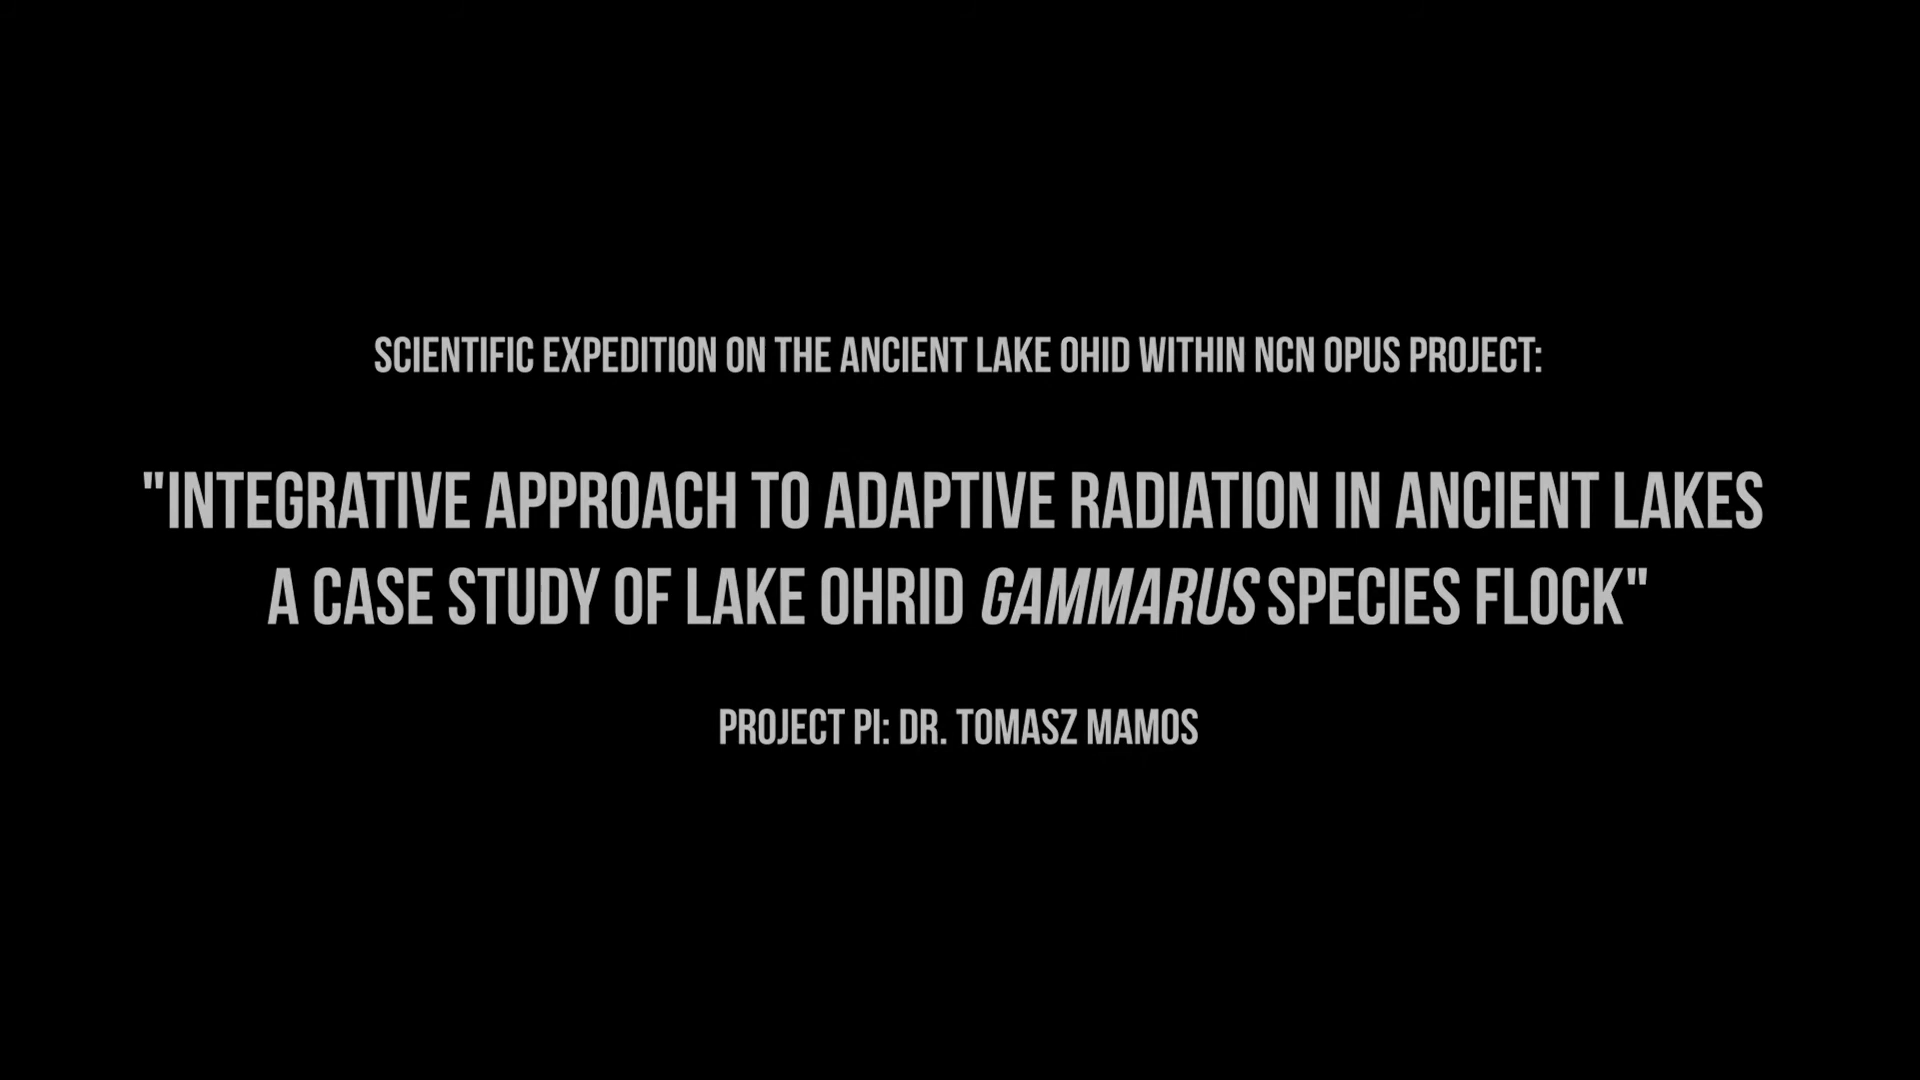 SCIENTIFIC EXPEDITION ON THE ANCIENT LAKE OHID WITHIN NCN OPUS PROJECT:
"INTEGRATIVE APPROACH TO ADAPTIVE RADIATION IN ANCIENT LAKES
A CASE STUDY OF LAKE OHRID GAMMARUS SPECIES FLOCK"
PROJECT PI: DR. TOMASZ MAMOS